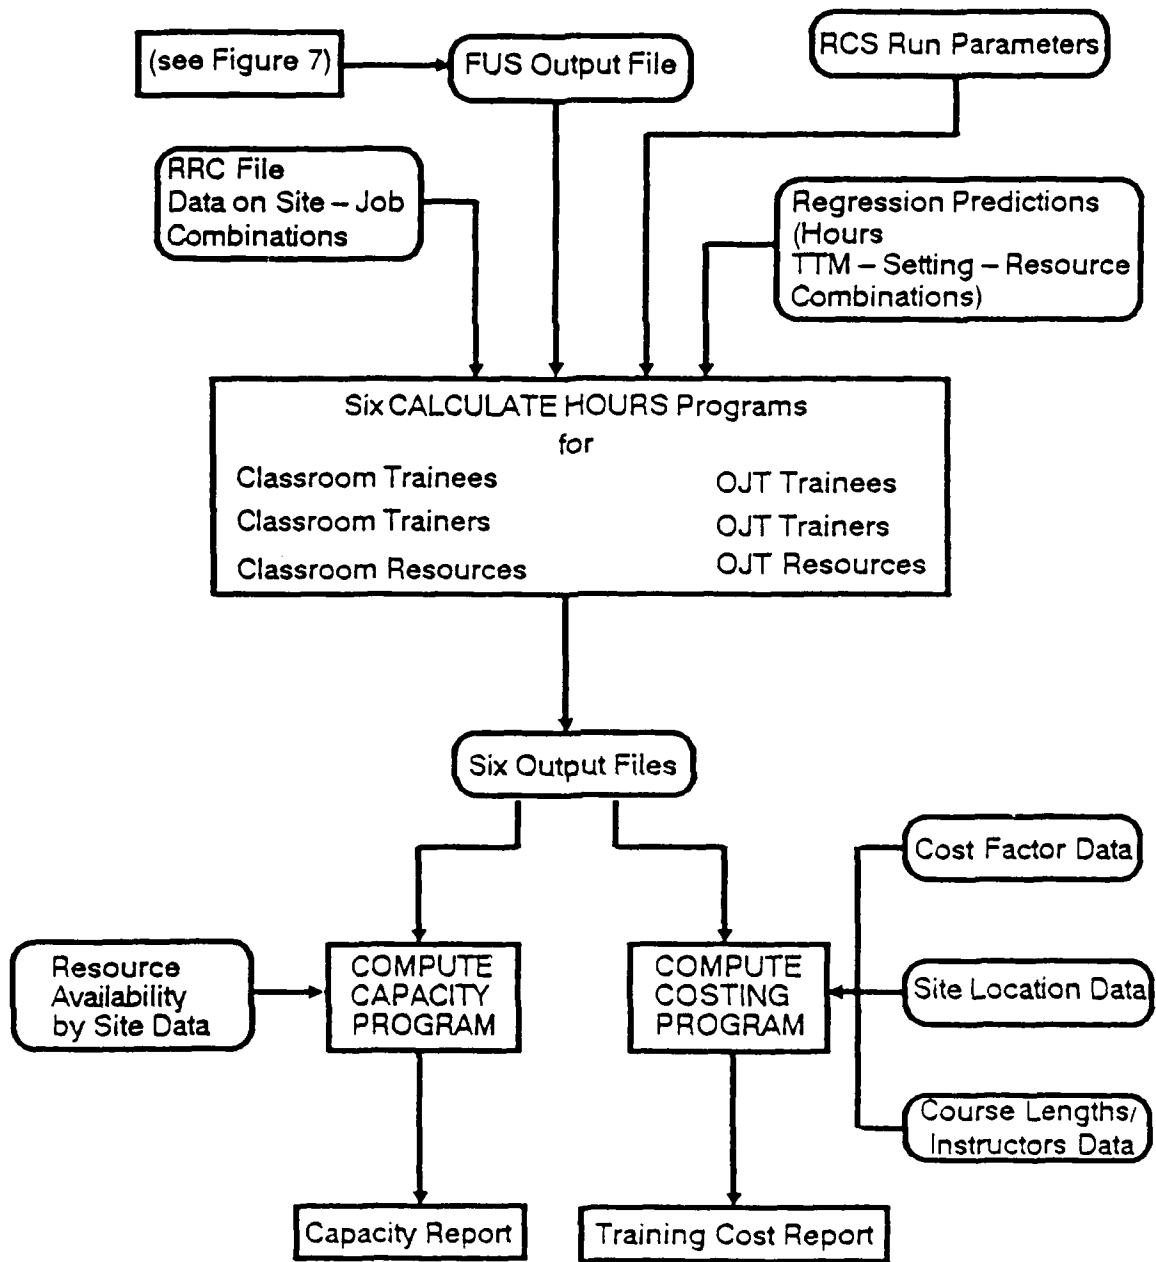 (see Figure 7)
FUS Output File
RCS Run Parameters
RRC File
Data on Site – Job
Combinations
Regression Predictions
(Hours
TTM – Setting – Resource
Combinations)
Six CALCULATE HOURS Programs
for
Classroom Trainees
OJT Trainees
Classroom Trainers
OJT Trainers
Classroom Resources
OJT Resources
Six Output Files
Cost Factor Data
Resource
Availability
by Site Data
COMPUTE
CAPACITY
PROGRAM
COMPUTE
COSTING
PROGRAM
Site Location Data
Course Lengths/
Instructors Data
Capacity Report
Training Cost Report